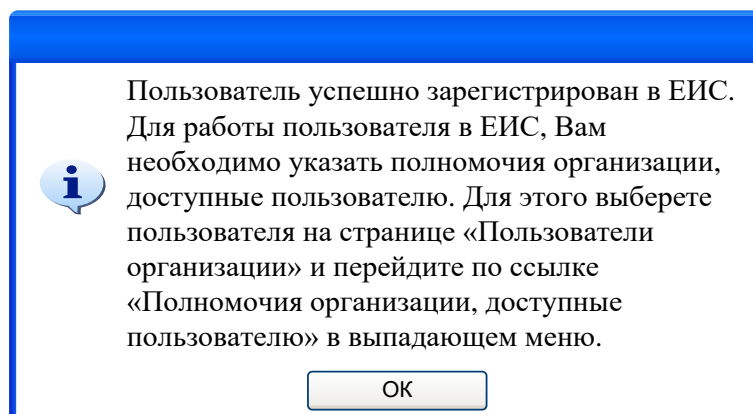 Пользователь успешно зарегистрирован в ЕИС.
Для работы пользователя в ЕИС, Вам
необходимо указать полномочия организации,
доступные пользователю. Для этого выберете
пользователя на странице «Пользователи
организации» и перейдите по ссылке
«Полномочия организации, доступные
пользователю» в выпадающем меню.
ОК